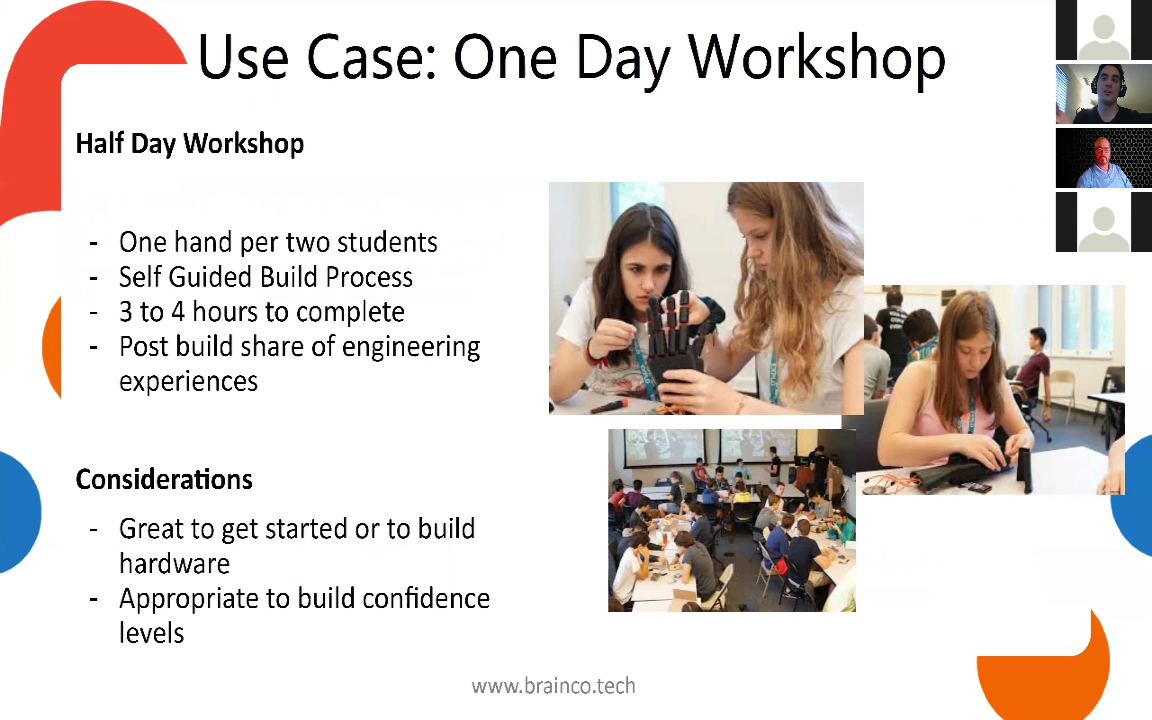 Use Case: One Day Workshop
Half Day Workshop
- One hand per two students
- Self Guided Build Process
- 3 to 4 hours to complete
- Post build share of engineering
experiences
Considerations
- Great to get started or to build
hardware
- Appropriate to build confidence
levels
www.brainco.tech